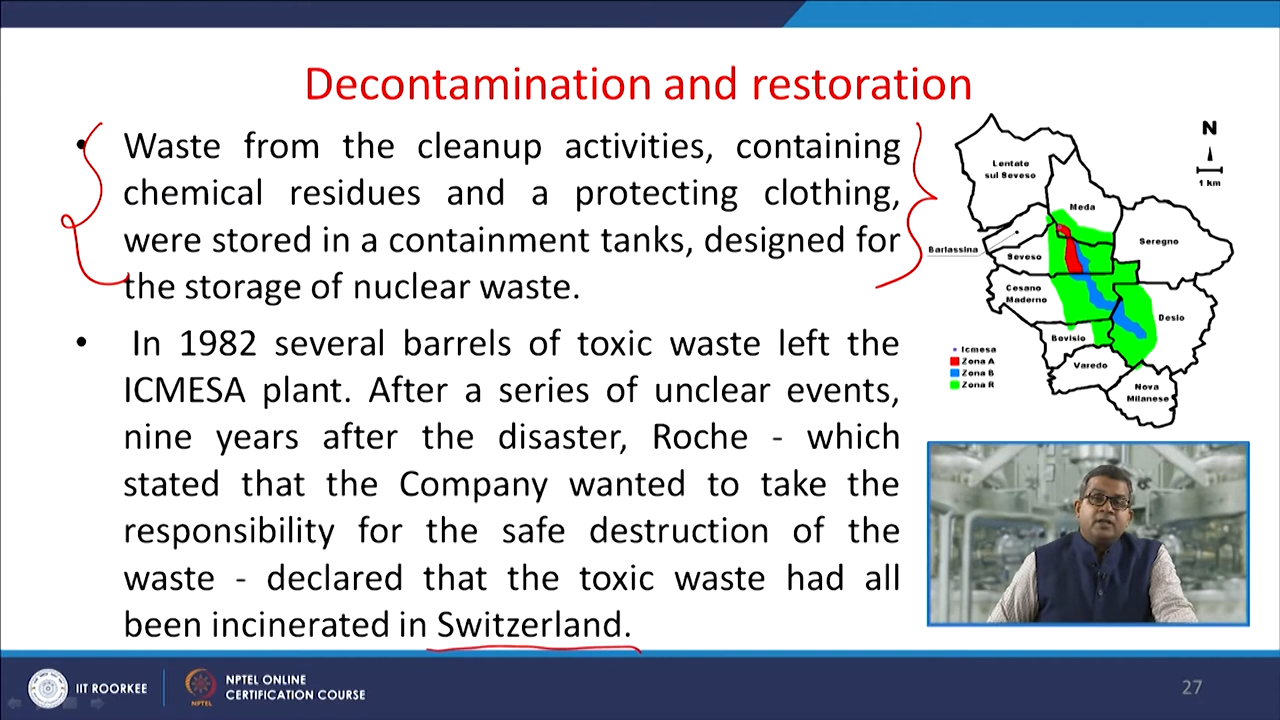 Decontamination and restoration
• Waste from the cleanup activities, containing
chemical residues and a protecting clothing,
were stored in a containment tanks, designed for
the storage of nuclear waste.
• In 1982 several barrels of toxic waste left the
ICMESA plant. After a series of unclear events,
nine years after the disaster, Roche - which
stated that the Company wanted to take the
responsibility for the safe destruction of the
waste - declared that the toxic waste had all
been incinerated in Switzerland.
N
1 km
Lentate
sul Seveso
Meda
Barlassina
Seregno
Seveso
Cesano
Maderno
Desio
Bovisio
Varedo
Nova
Milanese
Icmesa
Zona A
Zona B
Zona R
IIT ROORKEE
NPTEL
NPTEL ONLINE
CERTIFICATION COURSE
27